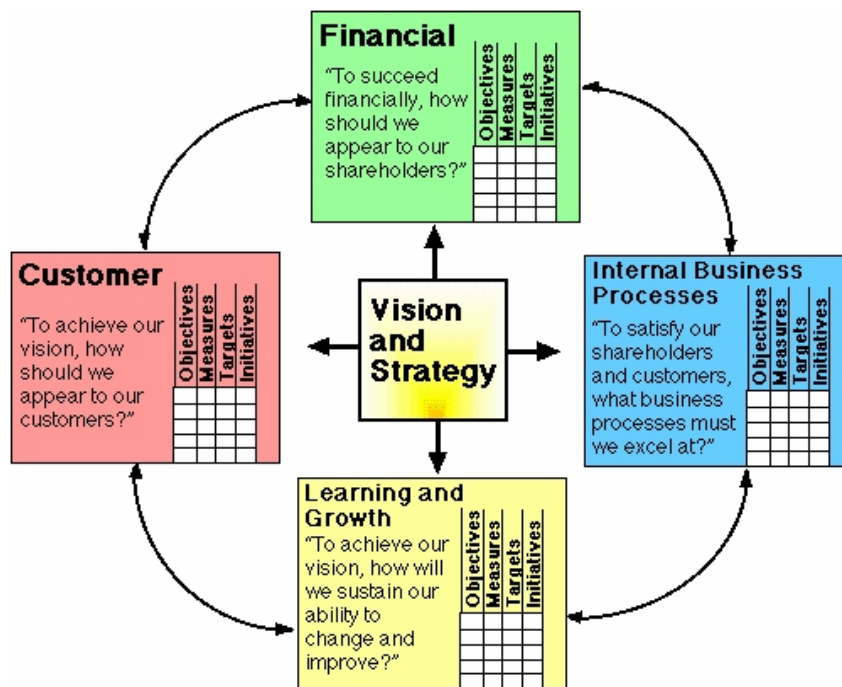 Financial
“To succeed
financially, how
should we
appear to our
shareholders?”
Objectives
Measures
Targets
Initiatives
Customer
“To achieve our
vision, how
should we
appear to our
customers?”
Objectives
Measures
Targets
Initiatives
Vision
and
Strategy
Internal Business
Processes
“To satisfy our
shareholders
and customers,
what business
processes must
we excel at?”
Objectives
Measures
Targets
Initiatives
Learning and
Growth
“To achieve our
vision, how will
we sustain our
ability to
change and
improve?”
Objectives
Measures
Targets
Initiatives